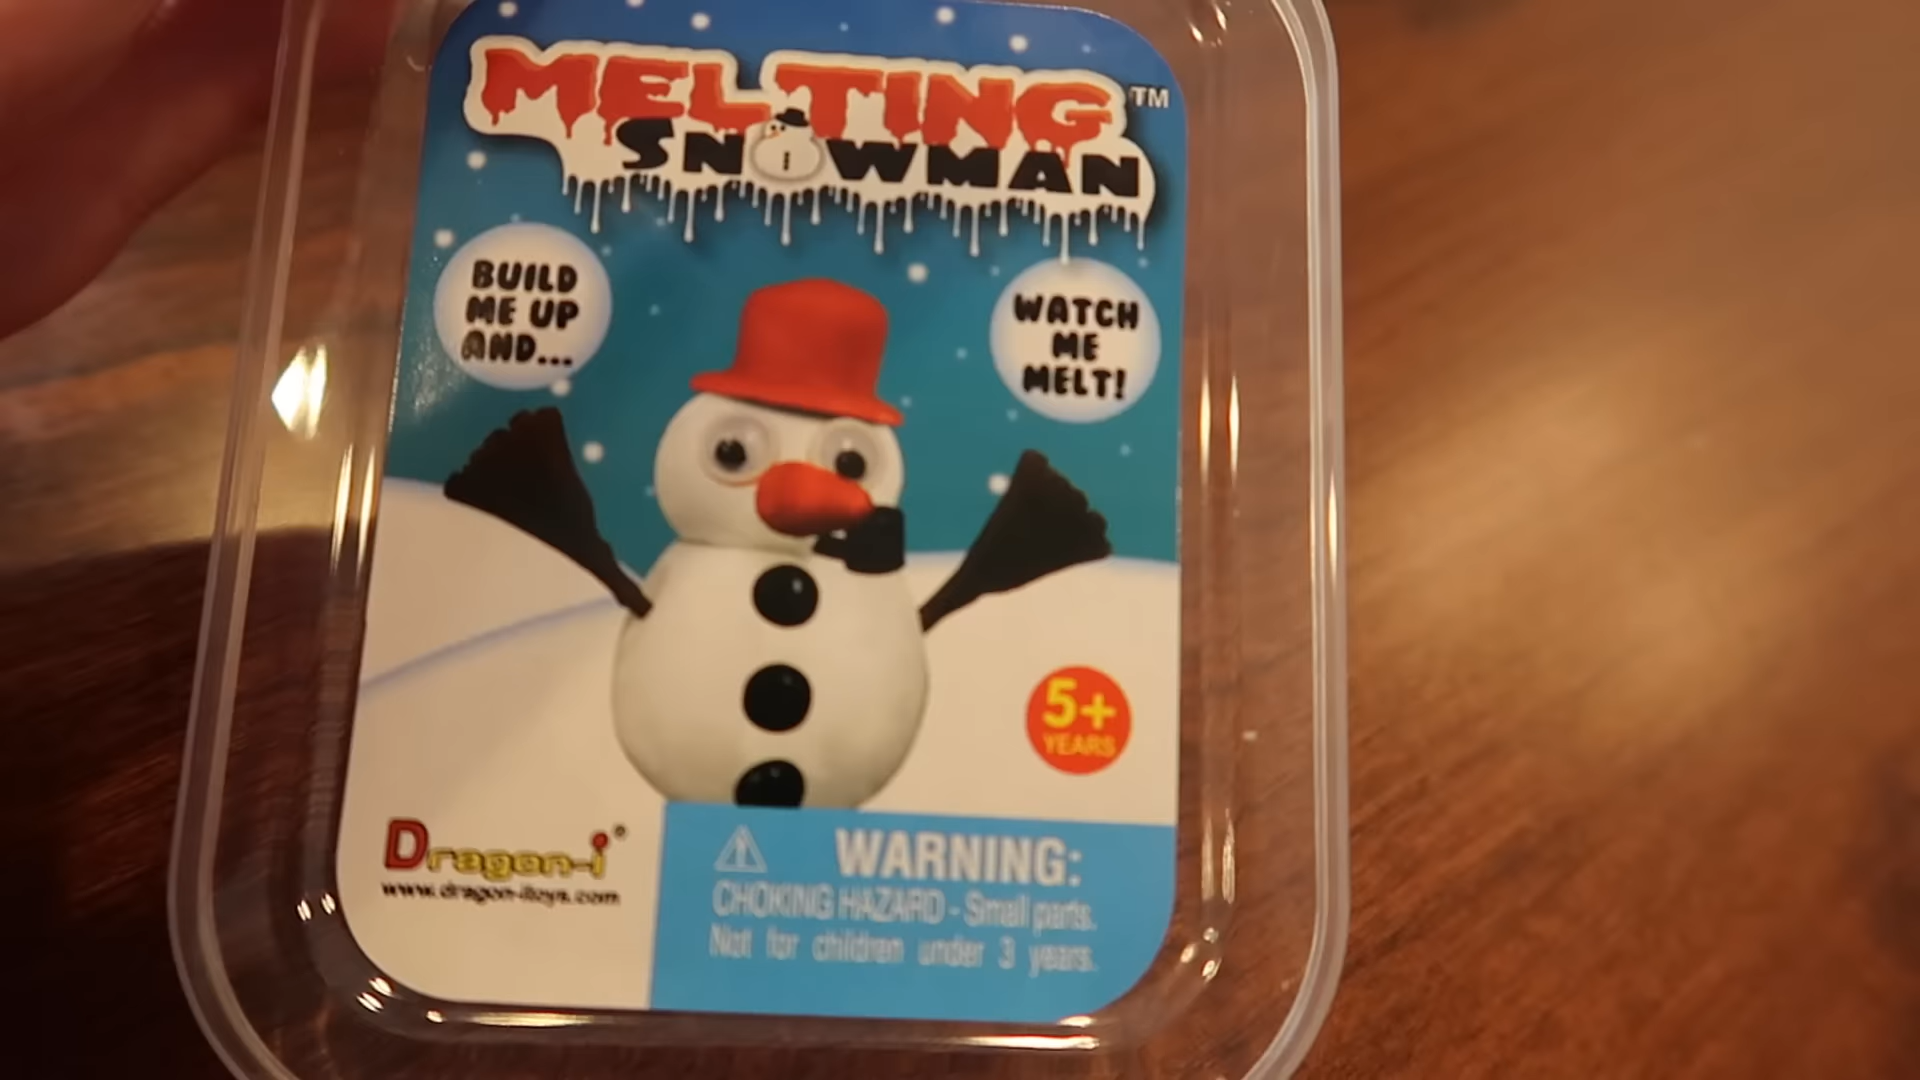 MELTING™
SNOWMAN
BUILD
ME UP
AND...
WATCH
ME
MELT!
5+
YEARS
Dragon-i®
www.dragon-itoys.com
WARNING:
CHOKING HAZARD - Small parts.
Not for children under 3 years.